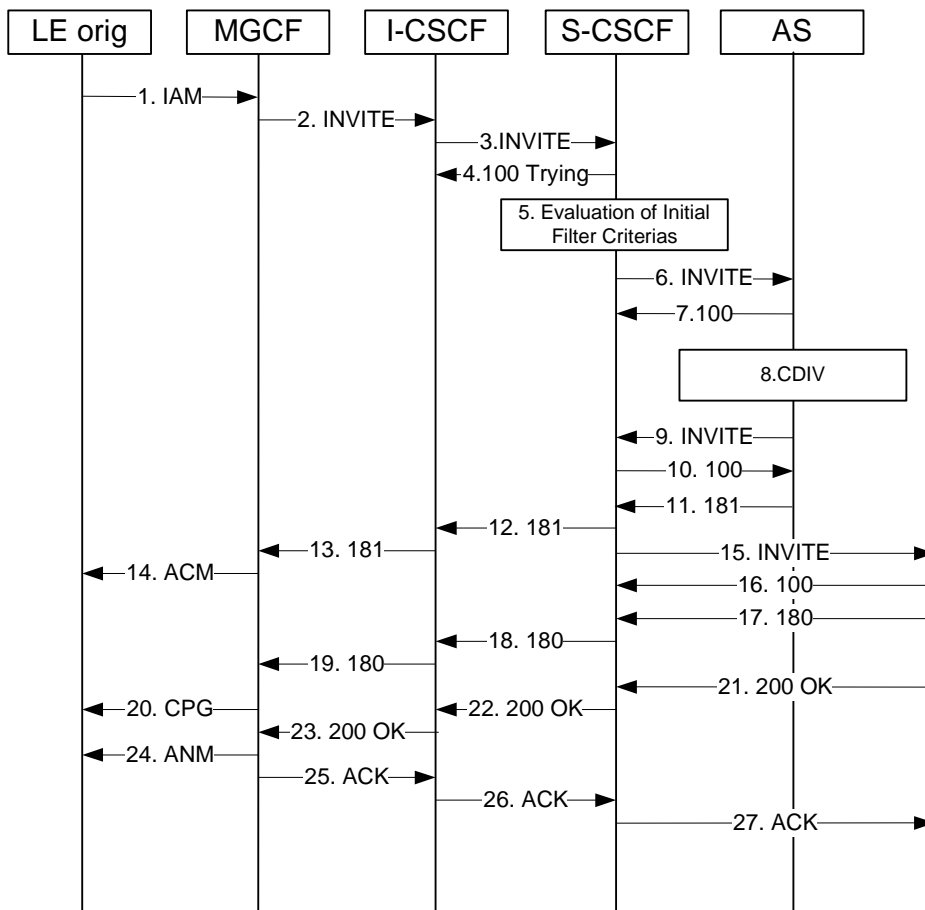 LE orig
MGCF
I-CSCF
S-CSCF
AS
1. IAM
2. INVITE
3.INVITE
4.100 Trying
5. Evaluation of Initial
Filter Criterias
6. INVITE
7.100
8.CDIV
9. INVITE
10. 100
11. 181
12. 181
13. 181
15. INVITE
14. ACM
16. 100
17. 180
18. 180
19. 180
21. 200 OK
20. CPG
22. 200 OK
23. 200 OK
24. ANM
25. ACK
26. ACK
27. ACK